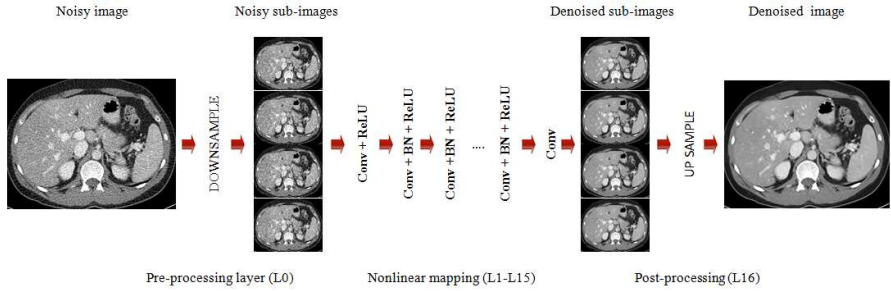 Noisy image
Noisy sub-images
Denoised sub-images
Denoised image
DOWNSAMPLE
Conv + ReLU
Conv + BN + ReLU
Conv +BN + ReLU
....
Conv + BN + ReLU
Conv
UP SAMPLE
Pre-processing layer (L0)
Nonlinear mapping (L1-L15)
Post-processing (L16)